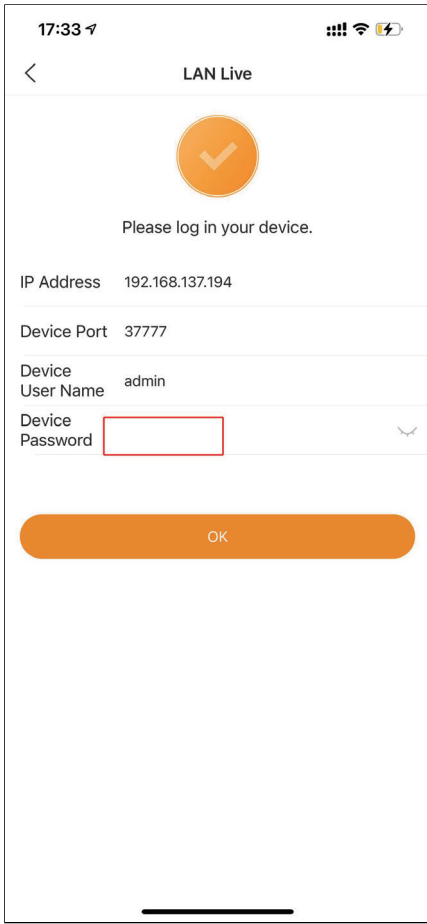 17:33
LAN Live
Please log in your device.
IP Address 192.168.137.194
Device Port 37777
Device
User Name admin
Device
Password
OK